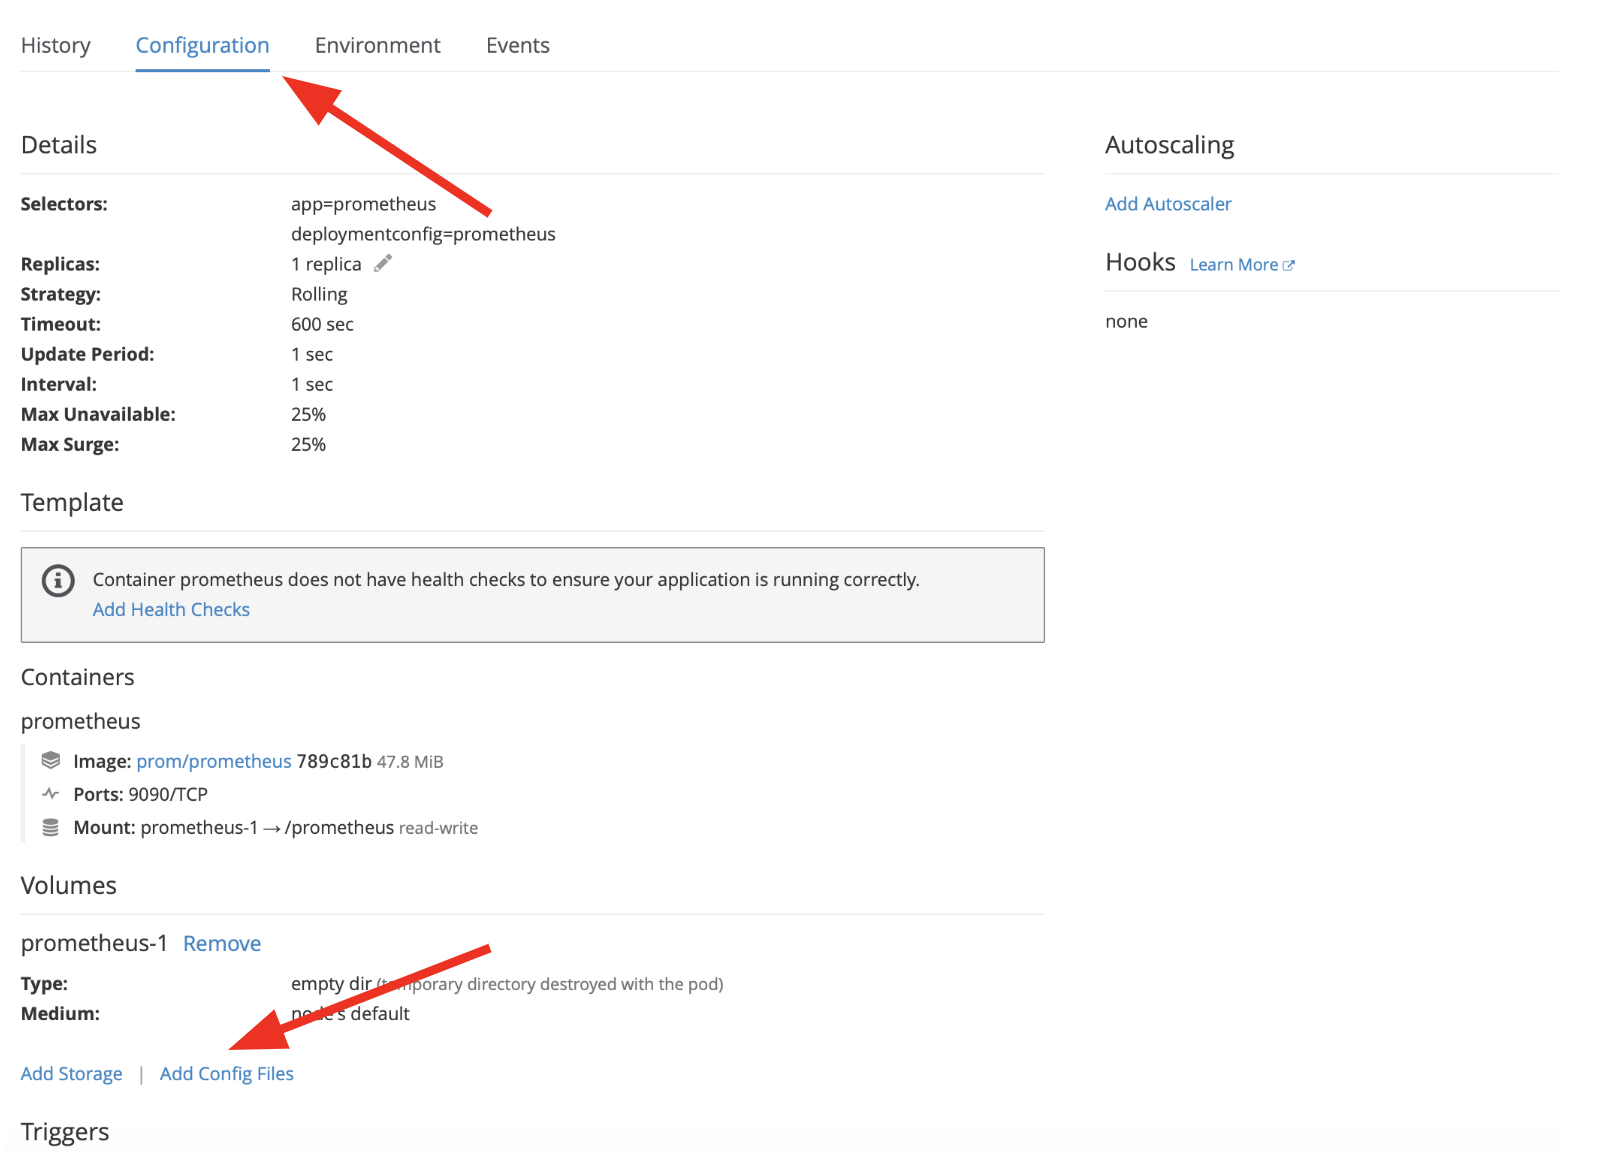 History Configuration Environment Events
Details
Selectors: app=prometheus
deploymentconfig=prometheus
Replicas: 1 replica
Strategy: Rolling
Timeout: 600 sec
Update Period: 1 sec
Interval: 1 sec
Max Unavailable: 25%
Max Surge: 25%
Template
Container prometheus does not have health checks to ensure your application is running correctly.
Add Health Checks
Containers
prometheus
Image: prom/prometheus 789c81b 47.8 MiB
Ports: 9090/TCP
Mount: prometheus-1 → /prometheus read-write
Volumes
prometheus-1 Remove
Type: empty dir (temporary directory destroyed with the pod)
Medium: node's default
Add Storage | Add Config Files
Triggers
Autoscaling
Add Autoscaler
Hooks Learn More
none